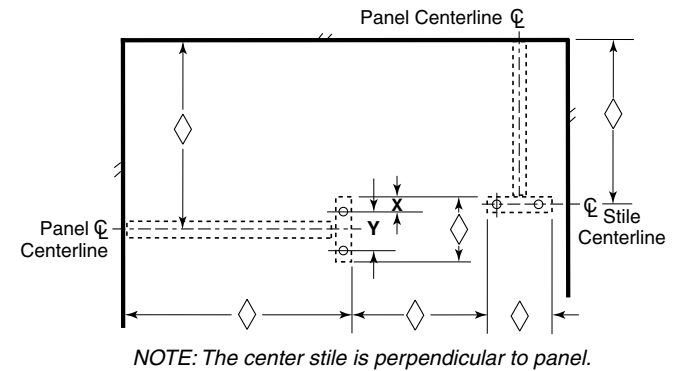 Panel Centerline ℄
X
Y
Panel ℄
Centerline
℄ Stile
Centerline
NOTE: The center stile is perpendicular to panel.